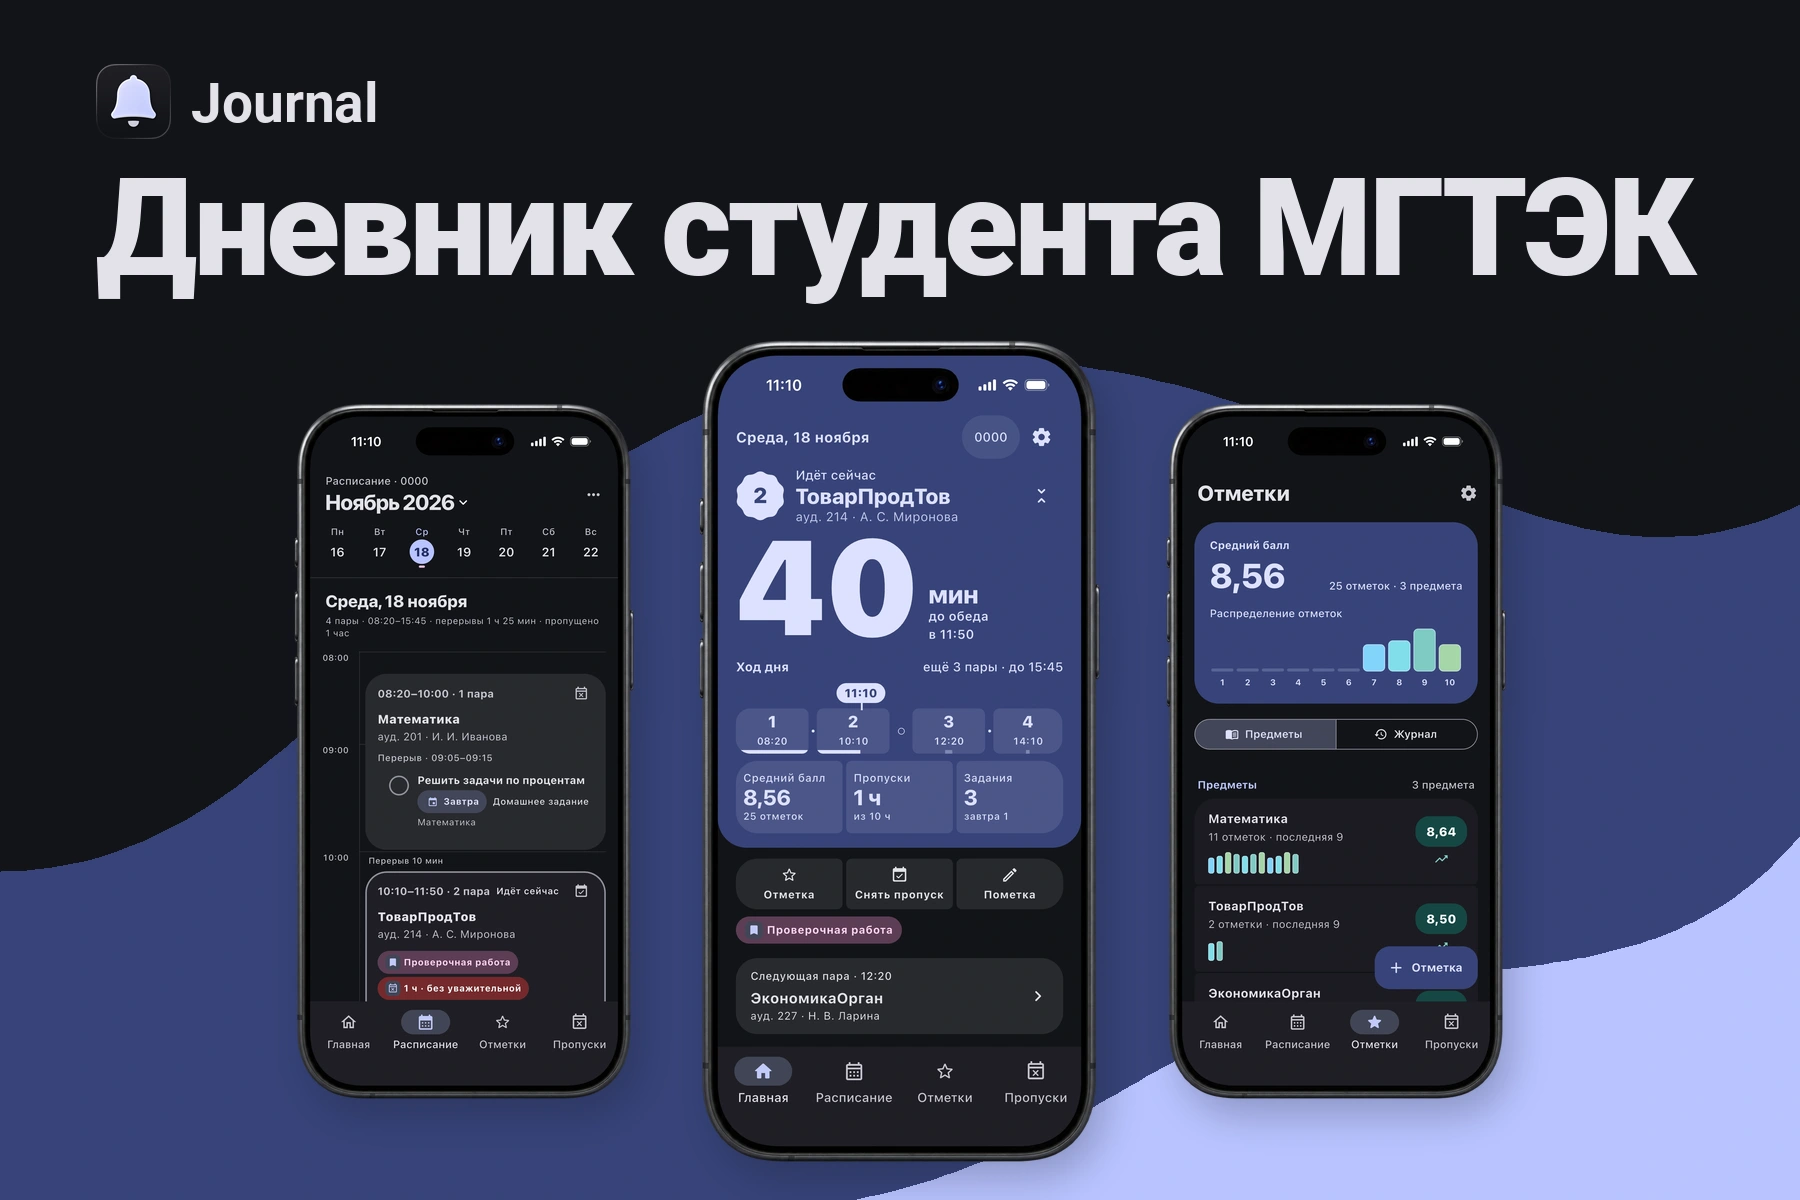 Journal
Дневник студента МГТЭК
11:10
Расписание · 0000
Ноябрь 2026
Пн Вт Ср Чт Пт Сб Вс
16 17 18 19 20 21 22
Среда, 18 ноября
4 пары · 08:20–15:45 · перерывы 1 ч 25 мин · пропущено
1 час
08:00
08:20–10:00 · 1 пара
Математика
ауд. 201 · И. И. Иванова
09:00
Перерыв · 09:05–09:15
Решить задачи по процентам
Завтра Домашнее задание
Математика
10:00
Перерыв 10 мин
10:10–11:50 · 2 пара Идёт сейчас
ТоварПродТов
ауд. 214 · А. С. Миронова
Проверочная работа
1 ч · без уважительной
Главная Расписание Отметки Пропуски
11:10
Среда, 18 ноября 0000
Идёт сейчас
2 ТоварПродТов
ауд. 214 · А. С. Миронова
40 мин
до обеда
в 11:50
Ход дня ещё 3 пары · до 15:45
11:10
1 2 3 4
08:20 10:10 12:20 14:10
Средний балл Пропуски Задания
8,56 1 ч 3
25 отметок из 10 ч завтра 1
Отметка Снять пропуск Пометка
Проверочная работа
Следующая пара · 12:20
ЭкономикаОрган
ауд. 227 · Н. В. Ларина
Главная Расписание Отметки Пропуски
11:10
Отметки
Средний балл
8,56 25 отметок · 3 предмета
Распределение отметок
1 2 3 4 5 6 7 8 9 10
Предметы Журнал
Предметы 3 предмета
Математика
11 отметок · последняя 9
8,64
ТоварПродТов
2 отметки · последняя 9
8,50
+ Отметка
ЭкономикаОрган
Главная Расписание Отметки Пропуски